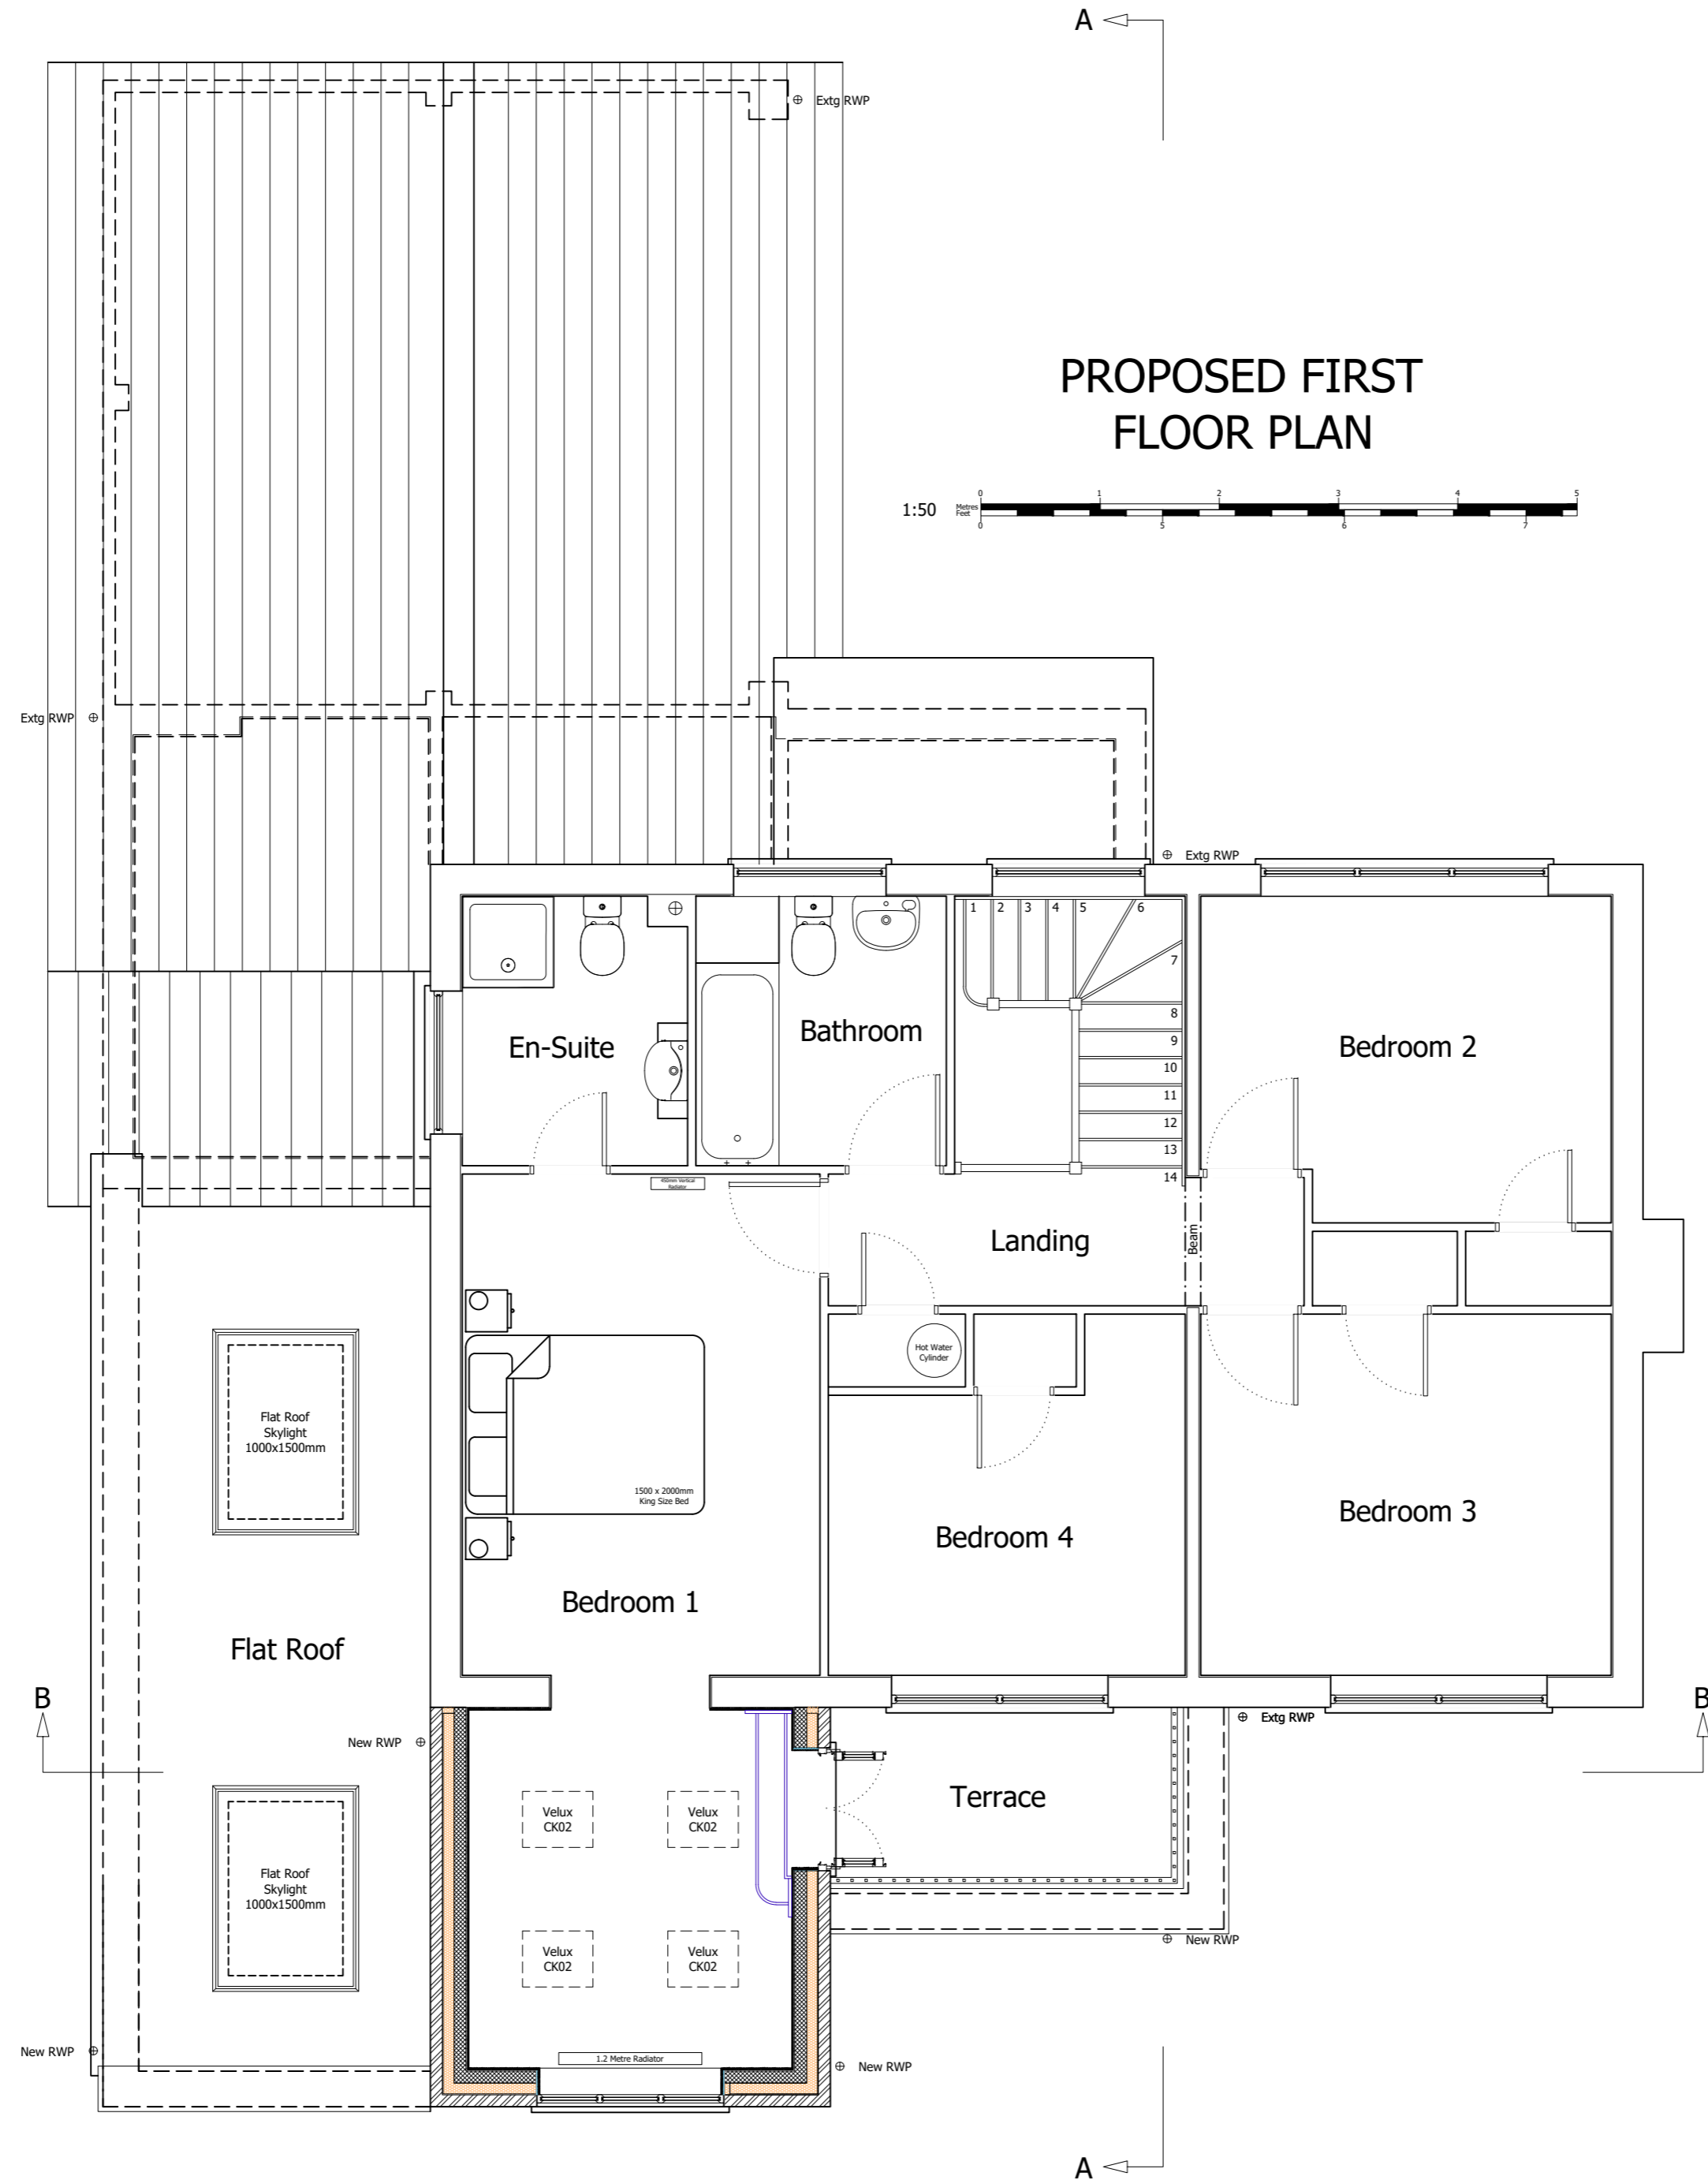 A
Extg RWP
PROPOSED FIRST
FLOOR PLAN
1:50
Metres
Feet
0 1 2 3 4 5
0 5 6 7
Extg RWP
Extg RWP
1 2 3 4 5 6
7
8
9
10
11
12
13
14
En-Suite
Bathroom
Bedroom 2
450mm Vertical
Radiator
Landing
Beam
Hot Water
Cylinder
Flat Roof
Skylight
1000x1500mm
1500 x 2000mm
King Size Bed
Bedroom 1
Bedroom 4
Bedroom 3
Flat Roof
B
B
New RWP
Extg RWP
Terrace
Velux
CK02
Velux
CK02
Flat Roof
Skylight
1000x1500mm
Velux
CK02
Velux
CK02
New RWP
New RWP
1.2 Metre Radiator
New RWP
A